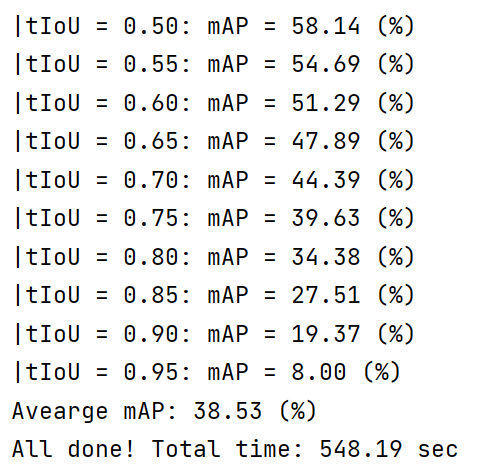 |tIoU = 0.50: mAP = 58.14 (%)
|tIoU = 0.55: mAP = 54.69 (%)
|tIoU = 0.60: mAP = 51.29 (%)
|tIoU = 0.65: mAP = 47.89 (%)
|tIoU = 0.70: mAP = 44.39 (%)
|tIoU = 0.75: mAP = 39.63 (%)
|tIoU = 0.80: mAP = 34.38 (%)
|tIoU = 0.85: mAP = 27.51 (%)
|tIoU = 0.90: mAP = 19.37 (%)
|tIoU = 0.95: mAP = 8.00 (%)
Avearge mAP: 38.53 (%)
All done! Total time: 548.19 sec